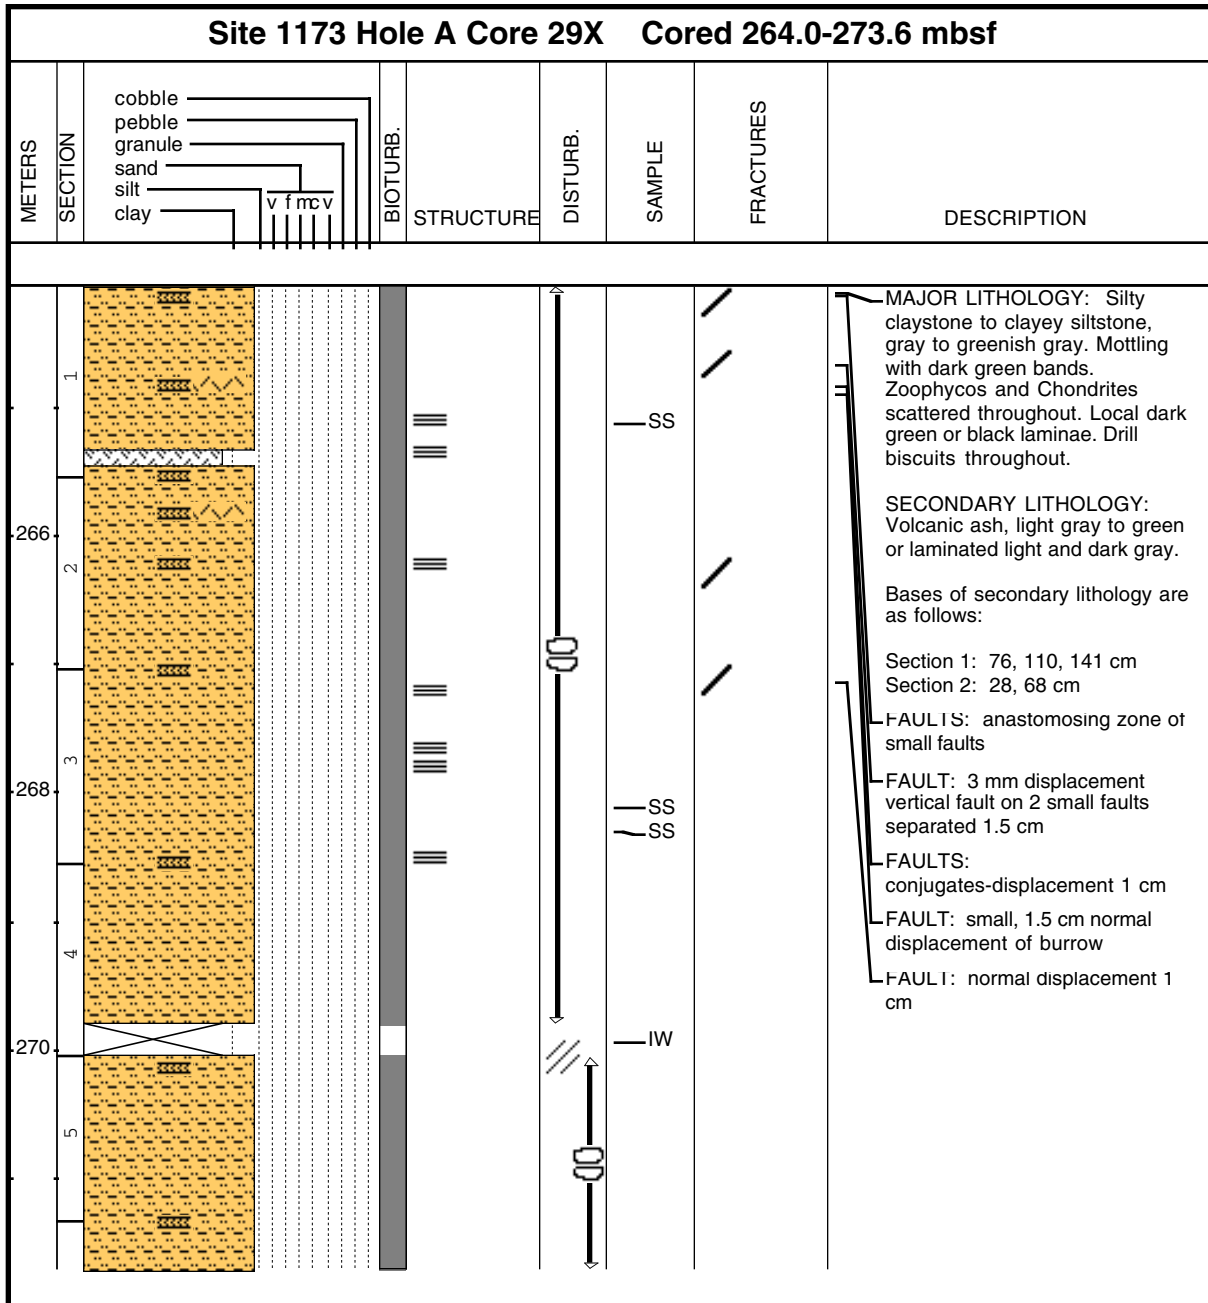 Site 1173 Hole A Core 29X Cored 264.0-273.6 mbsf
METERS
SECTION
cobble
pebble
granule
sand
silt
clay
v f m c v
BIOTURB.
STRUCTURE
DISTURB.
SAMPLE
FRACTURES
DESCRIPTION
1
266
2
3
268
4
270
5
SS
SS
SS
IW
MAJOR LITHOLOGY: Silty
claystone to clayey siltstone,
gray to greenish gray. Mottling
with dark green bands.
Zoophycos and Chondrites
scattered throughout. Local dark
green or black laminae. Drill
biscuits throughout.
SECONDARY LITHOLOGY:
Volcanic ash, light gray to green
or laminated light and dark gray.
Bases of secondary lithology are
as follows:
Section 1: 76, 110, 141 cm
Section 2: 28, 68 cm
FAULTS: anastomosing zone of
small faults
FAULT: 3 mm displacement
vertical fault on 2 small faults
separated 1.5 cm
FAULTS:
conjugates-displacement 1 cm
FAULT: small, 1.5 cm normal
displacement of burrow
FAULT: normal displacement 1
cm